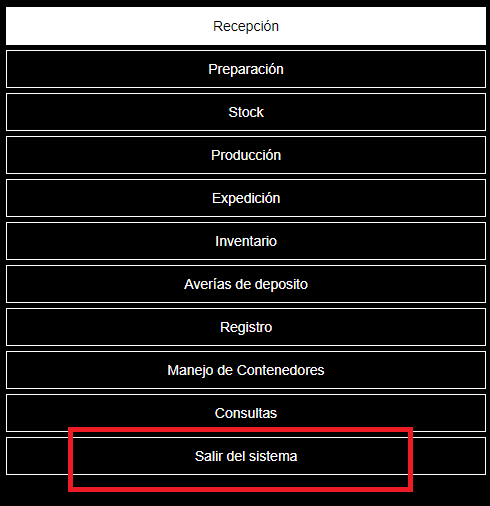 Recepción
Preparación
Stock
Producción
Expedición
Inventario
Averías de deposito
Registro
Manejo de Contenedores
Consultas
Salir del sistema